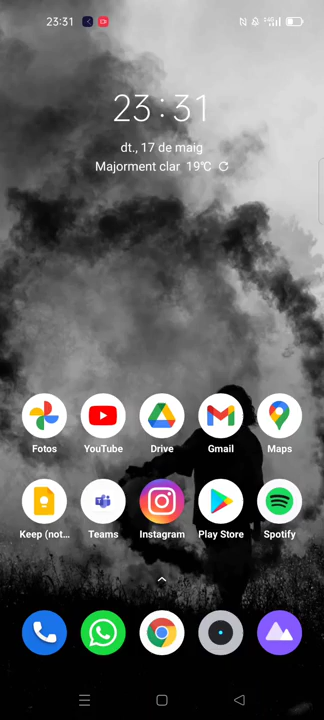 23:31
23:31
dt., 17 de maig
Majorment clar 19°C
Fotos
YouTube
Drive
Gmail
Maps
Keep (not...
Teams
Instagram
Play Store
Spotify